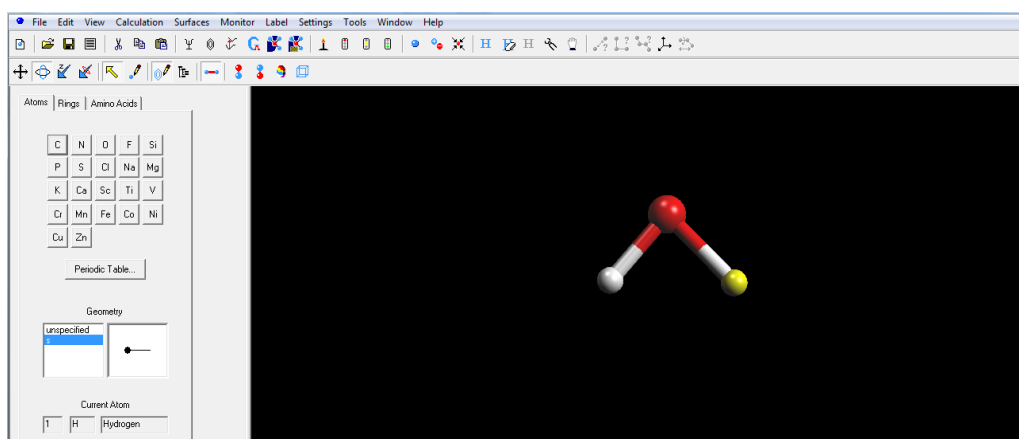 File Edit View Calculation Surfaces Monitor Label Settings Tools Window Help
H H
Atoms Rings Amino Acids
C N O F Si
P S Cl Na Mg
K Ca Sc Ti V
Cr Mn Fe Co Ni
Cu Zn
Periodic Table...
Geometry
unspecified
s
Current Atom
1 H Hydrogen